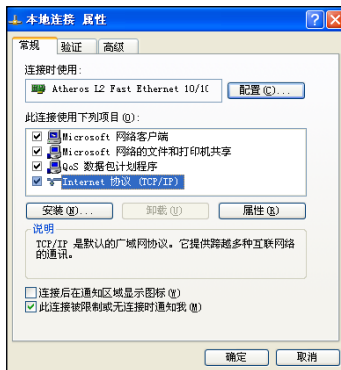 本地连接 属性
常规 验证 高级
连接时使用:
Atheros L2 Fast Ethernet 10/10 配置(C)...
此连接使用下列项目(O):
Microsoft 网络客户端
Microsoft 网络的文件和打印机共享
QoS 数据包计划程序
Internet 协议 (TCP/IP)
安装(N)... 卸载(U) 属性(R)
说明
TCP/IP 是默认的广域网协议。它提供跨越多种互联网络
的通讯。
连接后在通知区域显示图标(W)
此连接被限制或无连接时通知我(M)
确定 取消